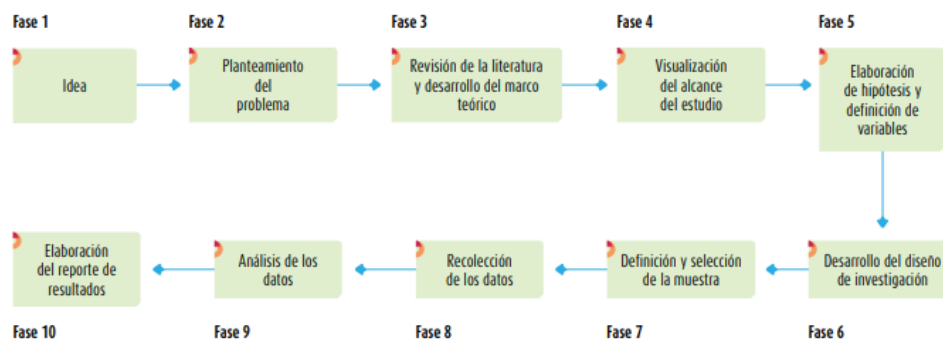 Fase 1
Fase 2
Fase 3
Fase 4
Fase 5
Idea
Planteamiento
del
problema
Revisión de la literatura
y desarrollo del marco
teórico
Visualización
del alcance
del estudio
Elaboración
de hipótesis y
definición de
variables
Elaboración
del reporte de
resultados
Análisis de los
datos
Recolección
de los datos
Definición y selección
de la muestra
Desarrollo del diseño
de investigación
Fase 10
Fase 9
Fase 8
Fase 7
Fase 6